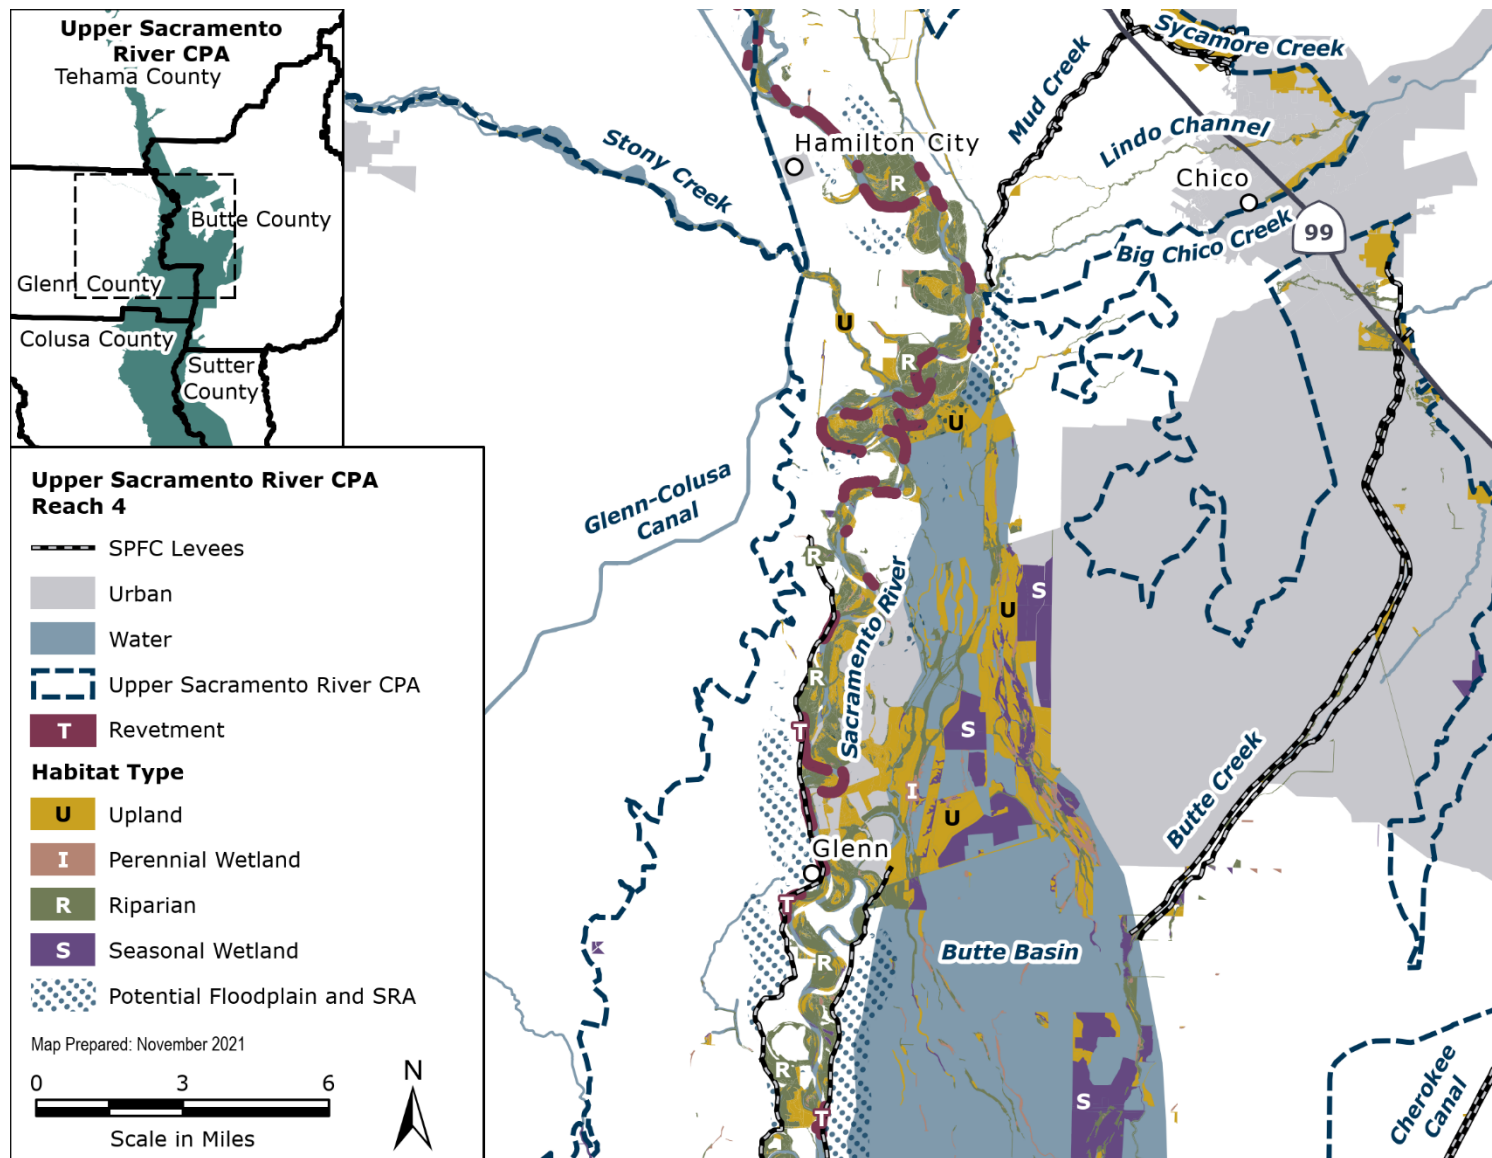 Upper Sacramento
River CPA
Tehama County
Butte County
Glenn County
Colusa County
Sutter
County
Upper Sacramento River CPA
Reach 4
SPFC Levees
Urban
Water
Upper Sacramento River CPA
T Revetment
Habitat Type
U Upland
I Perennial Wetland
R Riparian
S Seasonal Wetland
Potential Floodplain and SRA
Map Prepared: November 2021
0 3 6
Scale in Miles
N
Sycamore Creek
Mud Creek
Lindo Channel
Stony Creek
Hamilton City
R
Chico
99
Big Chico Creek
U
R
U
Glenn-Colusa
Canal
R
S
U
Sacramento River
R
T
S
I
U
Butte Creek
Glenn
T
R
Butte Basin
R
T
S
Cherokee
Canal